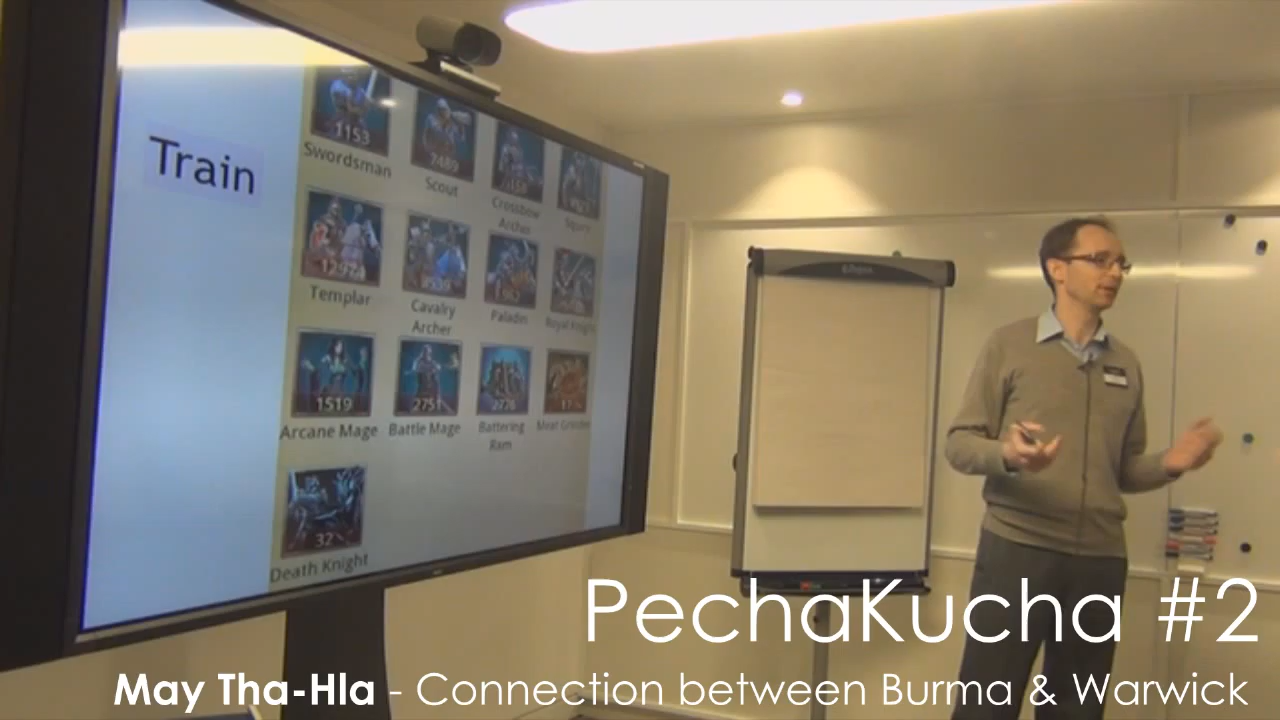 Train
1153
Swordsman
7489
Scout
Crossbow
Archer
Squire
Templar
Cavalry
Archer
Paladin
Royal Knight
1519
Arcane Mage
2751
Battle Mage
2776
Battering
Ram
Meat Grinder
32
Death Knight
PechaKucha #2
May Tha-Hla - Connection between Burma & Warwick